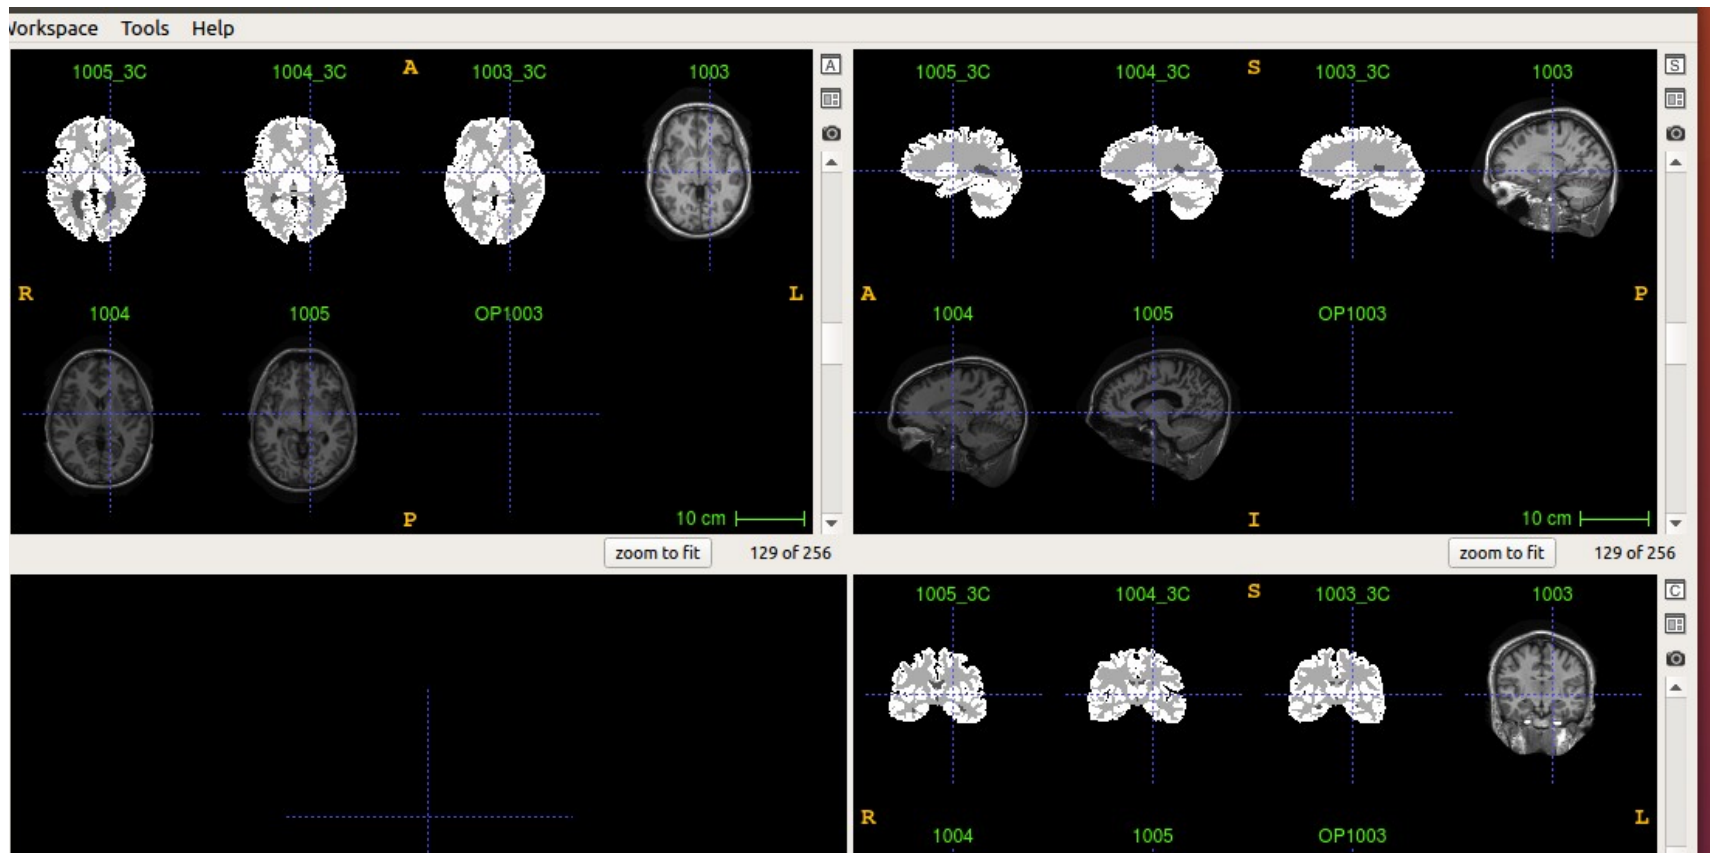 Workspace Tools Help
1005_3C 1004_3C A 1003_3C 1003
R L
1004 1005 OP1003
P 10 cm
zoom to fit 129 of 256
A
1005_3C 1004_3C S 1003_3C 1003
A P
1004 1005 OP1003
I 10 cm
zoom to fit 129 of 256
S
1005_3C 1004_3C S 1003_3C 1003
R L
1004 1005 OP1003
C